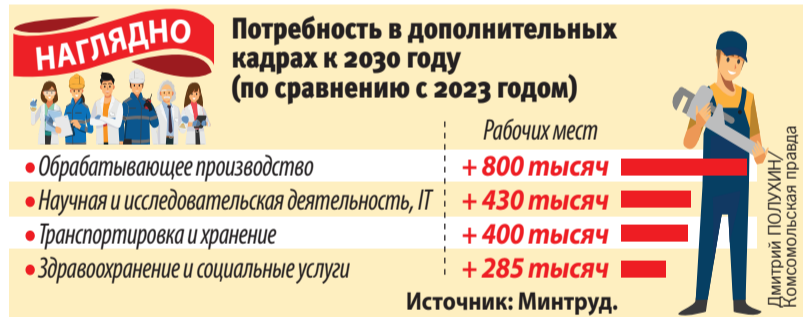 НАГЛЯДНО
Потребность в дополнительных
кадрах к 2030 году
(по сравнению с 2023 годом)
Рабочих мест
• Обрабатывающее производство + 800 тысяч
• Научная и исследовательская деятельность, IT + 430 тысяч
• Транспортировка и хранение + 400 тысяч
• Здравоохранение и социальные услуги + 285 тысяч
Источник: Минтруд.
Дмитрий ПОЛУХИН/
Комсомольская правда